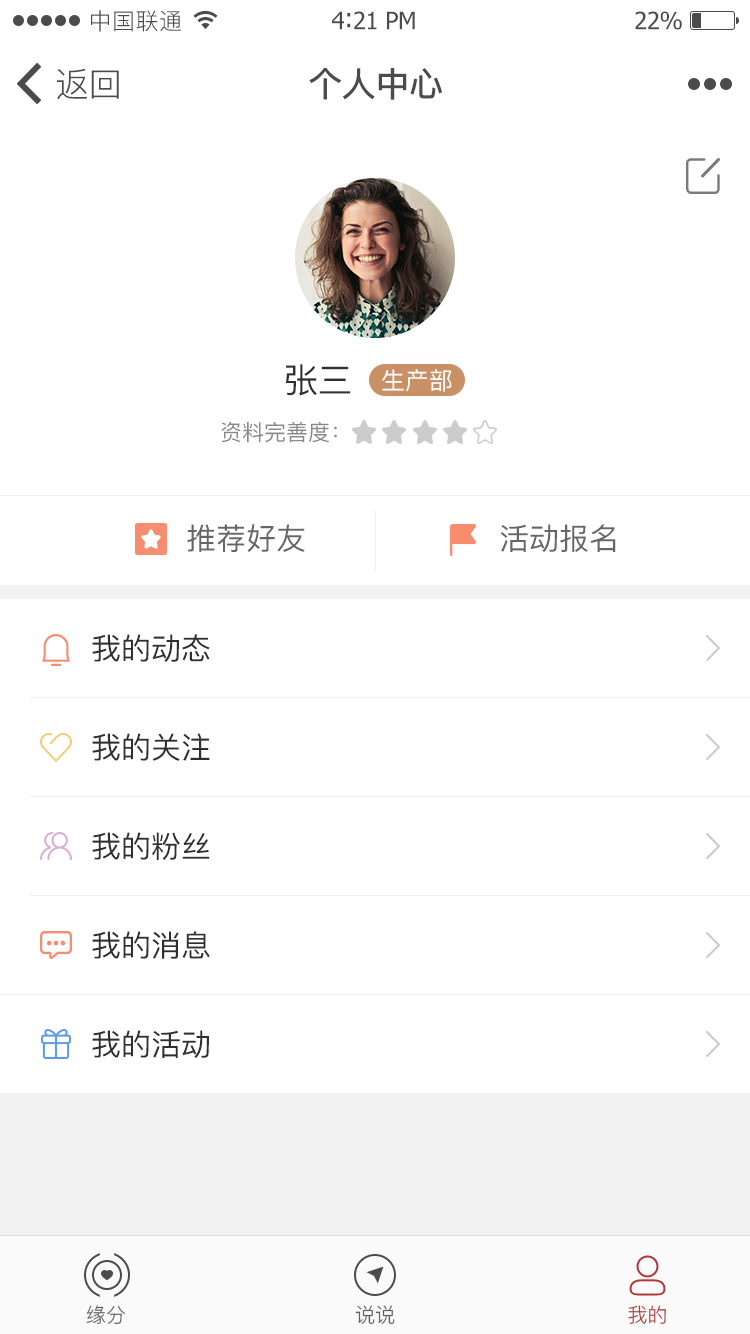 中国联通 4:21 PM 22%
返回 个人中心
张三 生产部
资料完善度：
推荐好友 活动报名
我的动态
我的关注
我的粉丝
我的消息
我的活动
缘分 说说 我的